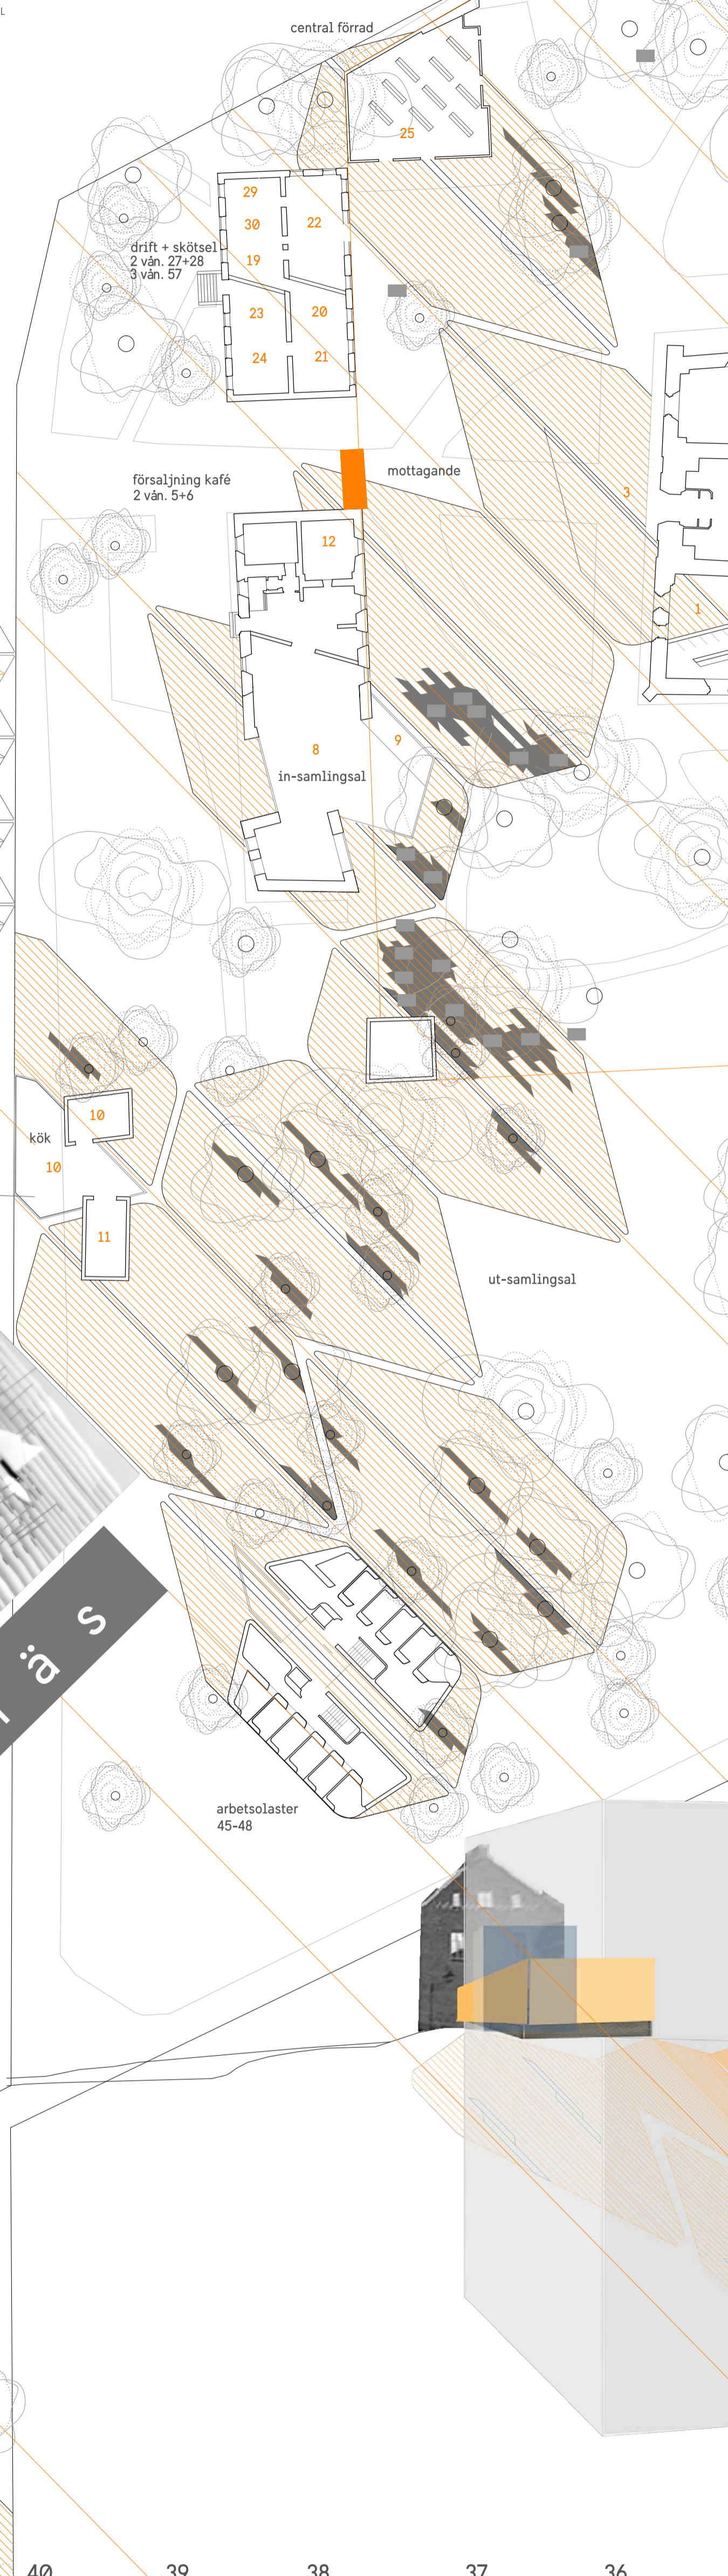 L
central förrad
25
29
30
22
drift + skötsel
2 vån. 27+28
3 vån. 57
19
23
20
24
21
försaljning kafé
2 vån. 5+6
mottagande
3
12
1
9
8
in-samlingsal
10
kök
10
11
ut-samlingsal
ä s
arbetsolaster
45-48
40 39 38 37 36